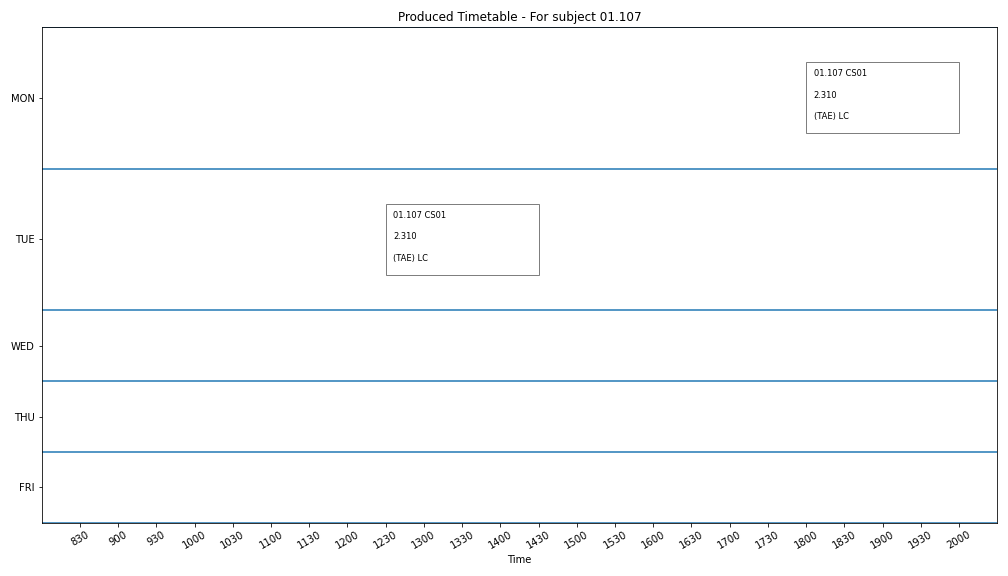 Produced Timetable - For subject 01.107
MON
01.107 CS01
2.310
(TAE) LC
TUE
01.107 CS01
2.310
(TAE) LC
WED
THU
FRI
830 900 930 1000 1030 1100 1130 1200 1230 1300 1330 1400 1430 1500 1530 1600 1630 1700 1730 1800 1830 1900 1930 2000
Time